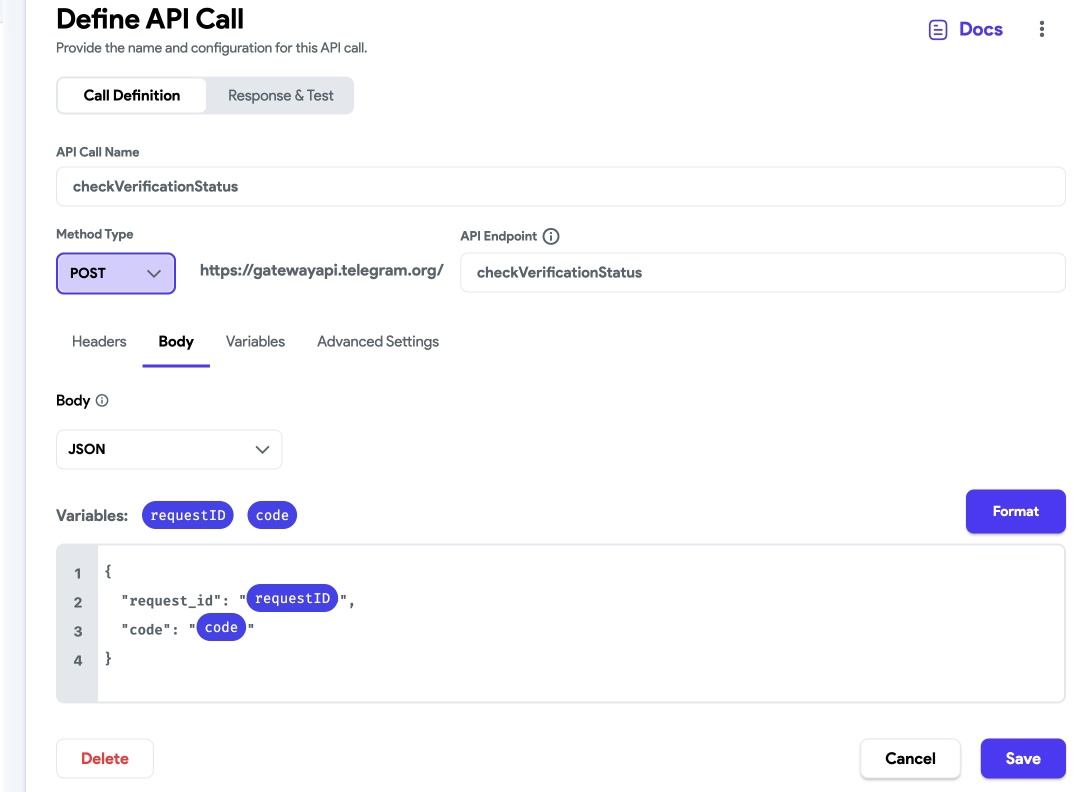 Define API Call
Docs
Provide the name and configuration for this API call.
Call Definition Response & Test
API Call Name
checkVerificationStatus
Method Type
API Endpoint
POST
https://gatewayapi.telegram.org/
checkVerificationStatus
Headers Body Variables Advanced Settings
Body
JSON
Variables: requestID code
Format
1 {
2 "request_id": "requestID",
3 "code": "code"
4 }
Delete
Cancel
Save